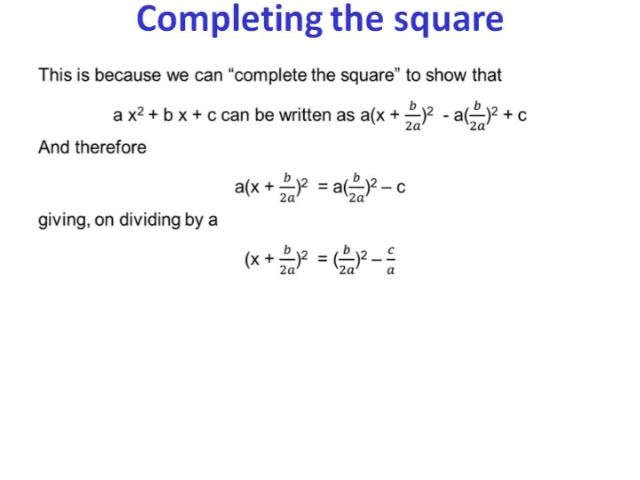 Completing the square
This is because we can “complete the square” to show that
a x² + b x + c can be written as a(x + b/2a)² - a(b/2a)² + c
And therefore
a(x + b/2a)² = a(b/2a)² – c
giving, on dividing by a
(x + b/2a)² = (b/2a)² – c/a